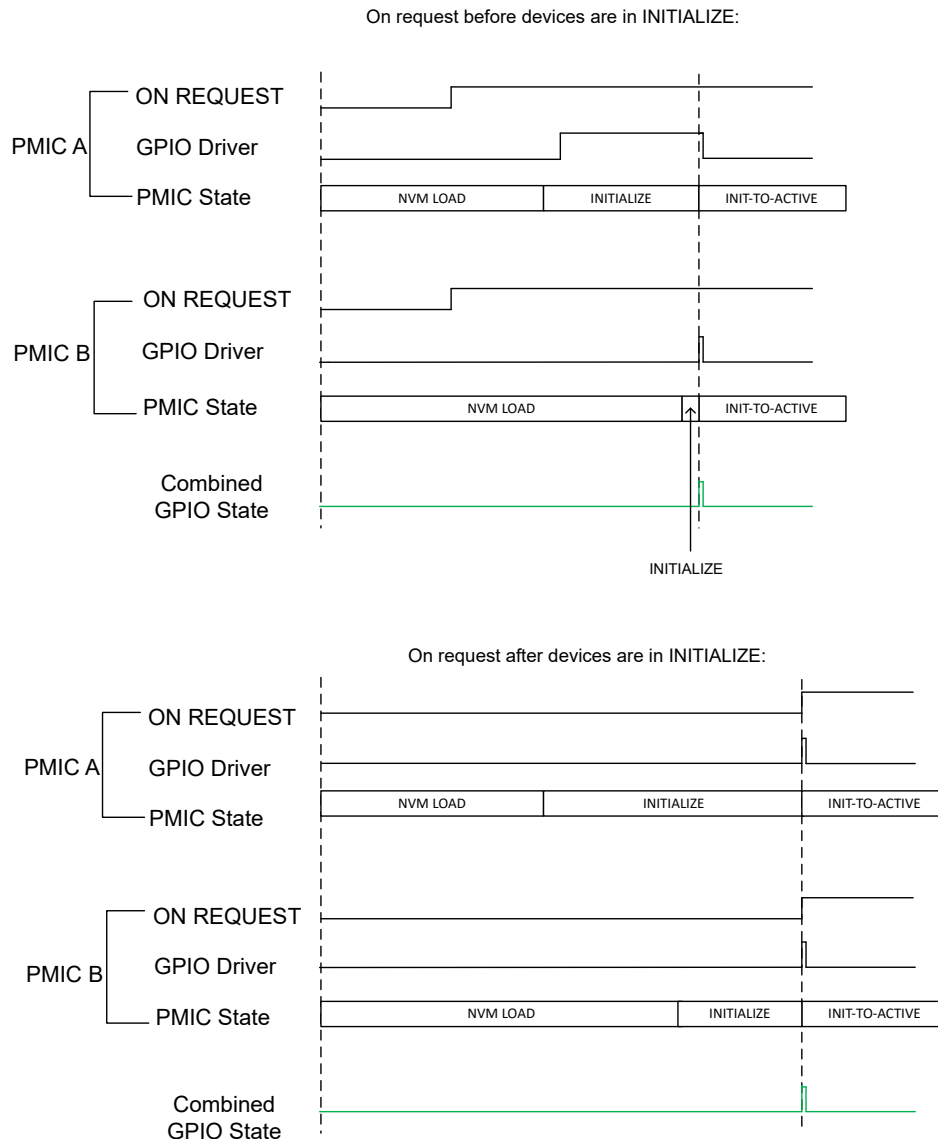 On request before devices are in INITIALIZE:
ON REQUEST
PMIC A
GPIO Driver
PMIC State
NVM LOAD
INITIALIZE
INIT-TO-ACTIVE
ON REQUEST
PMIC B
GPIO Driver
PMIC State
NVM LOAD
INIT-TO-ACTIVE
Combined
GPIO State
INITIALIZE
On request after devices are in INITIALIZE:
ON REQUEST
PMIC A
GPIO Driver
PMIC State
NVM LOAD
INITIALIZE
INIT-TO-ACTIVE
ON REQUEST
PMIC B
GPIO Driver
PMIC State
NVM LOAD
INITIALIZE
INIT-TO-ACTIVE
Combined
GPIO State